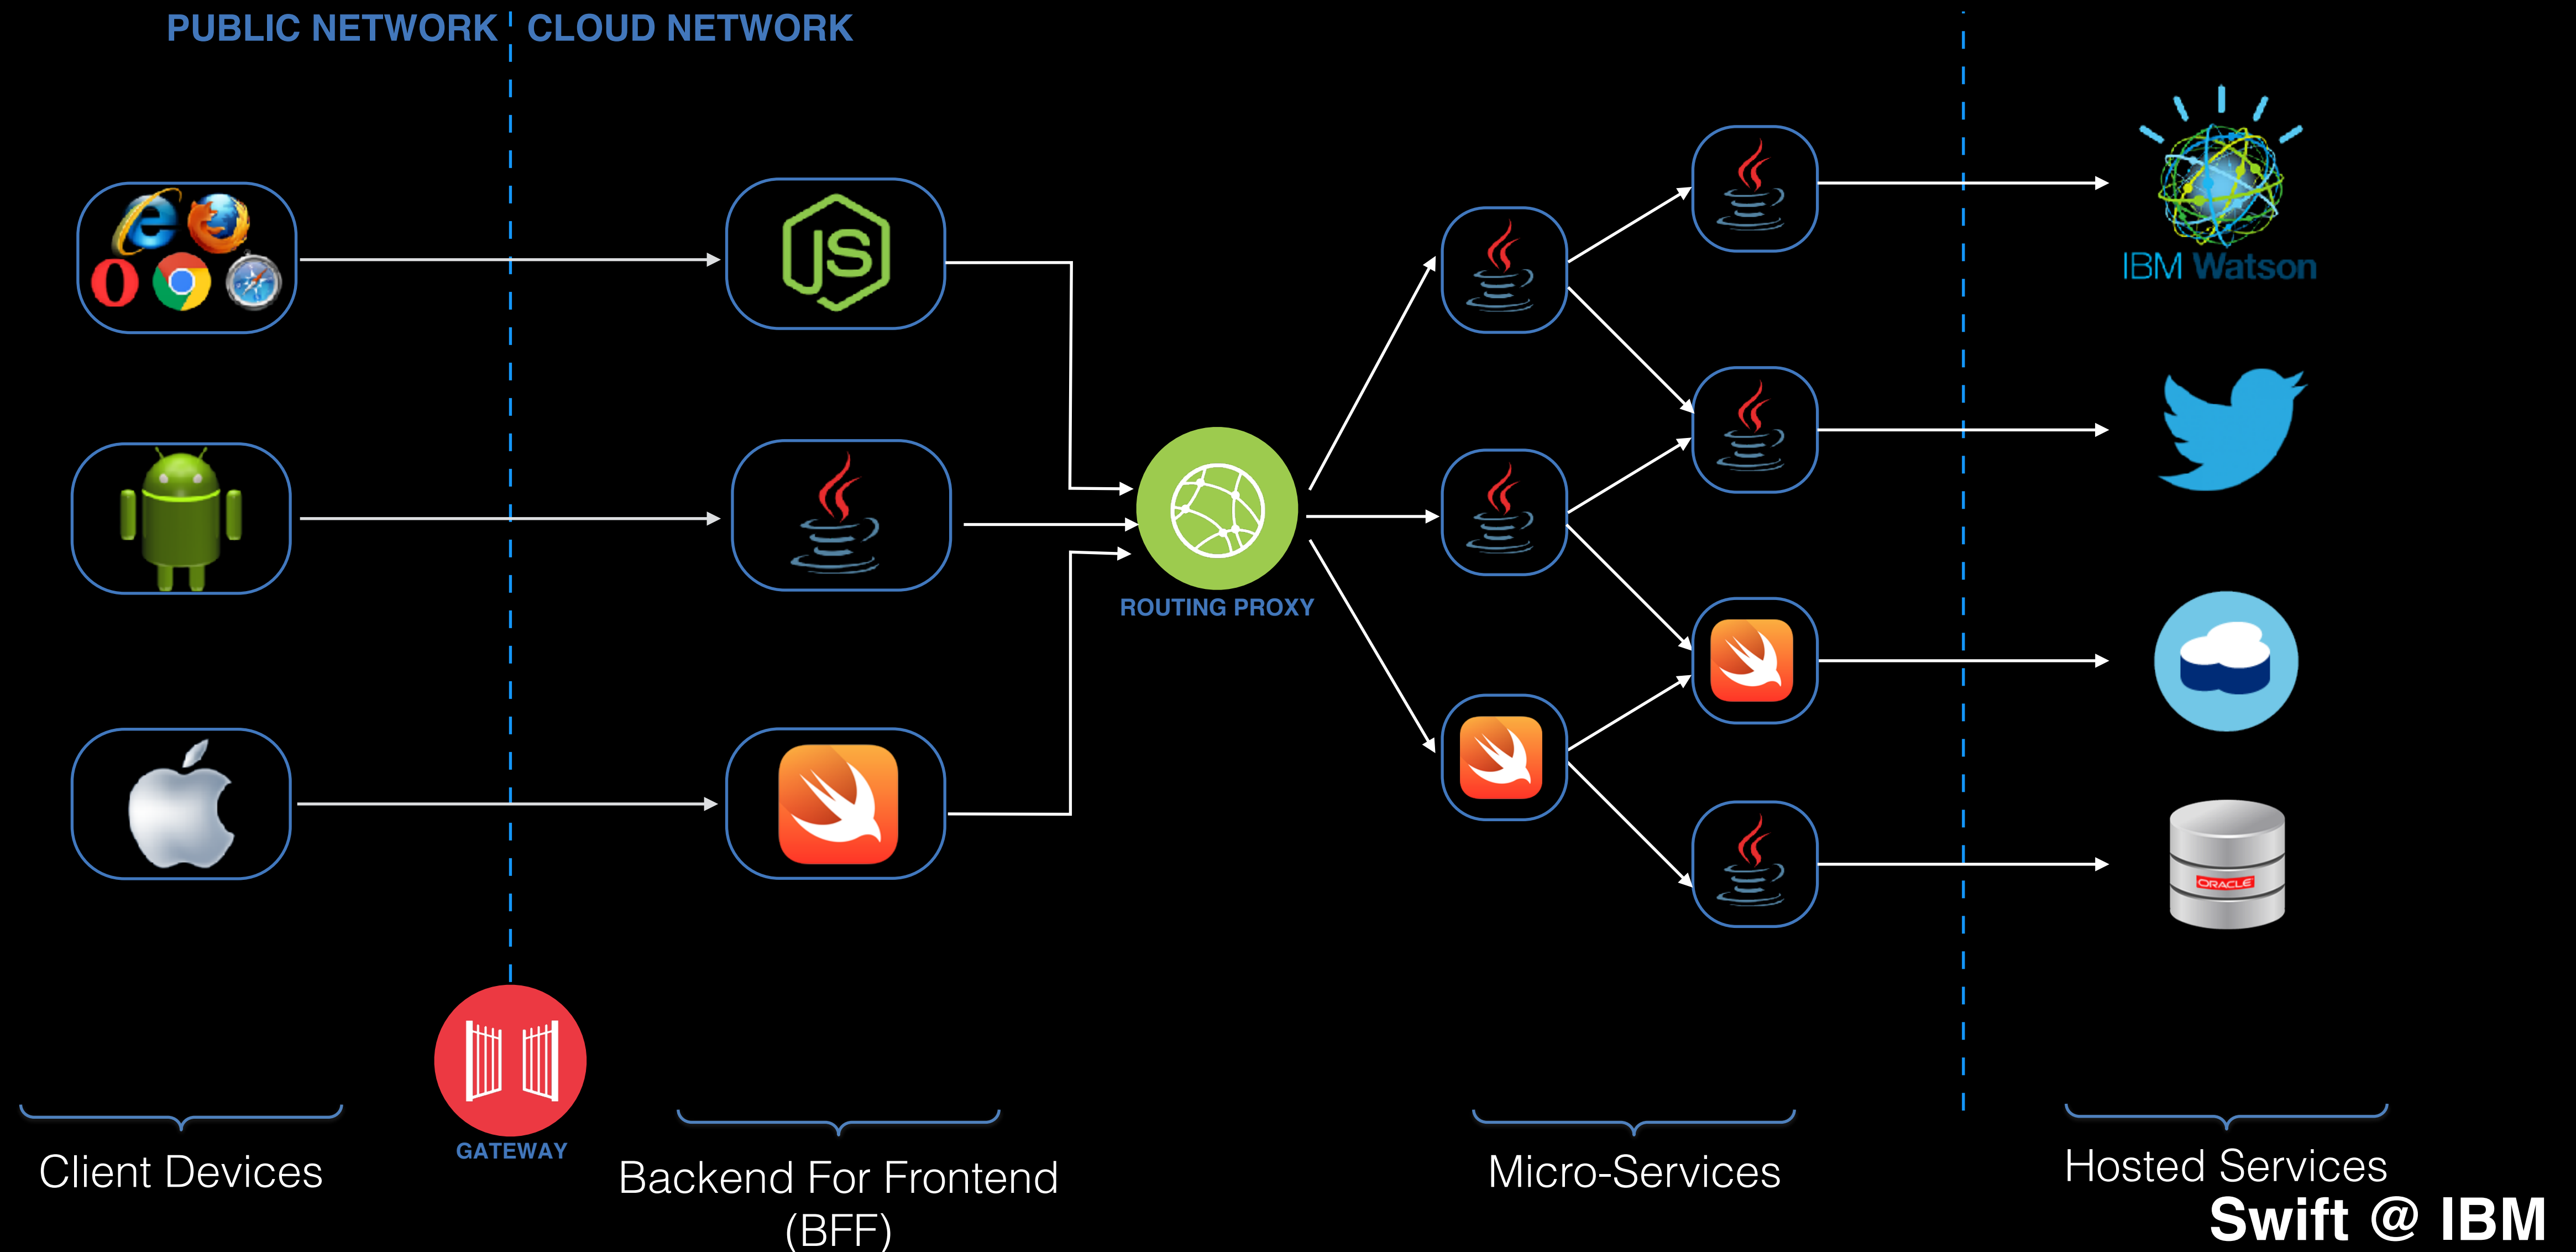 PUBLIC NETWORK
CLOUD NETWORK
JS
IBM Watson
ROUTING PROXY
ORACLE
GATEWAY
Client Devices
Backend For Frontend
(BFF)
Micro-Services
Hosted Services
Swift @ IBM